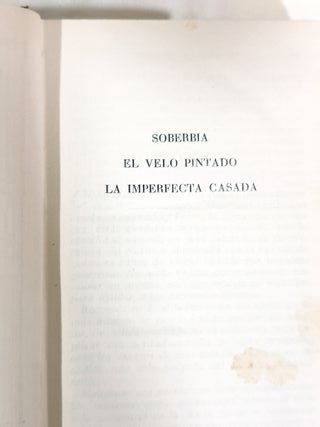 SOBERBIA
EL VELO PINTADO
LA IMPERFECTA CASADA